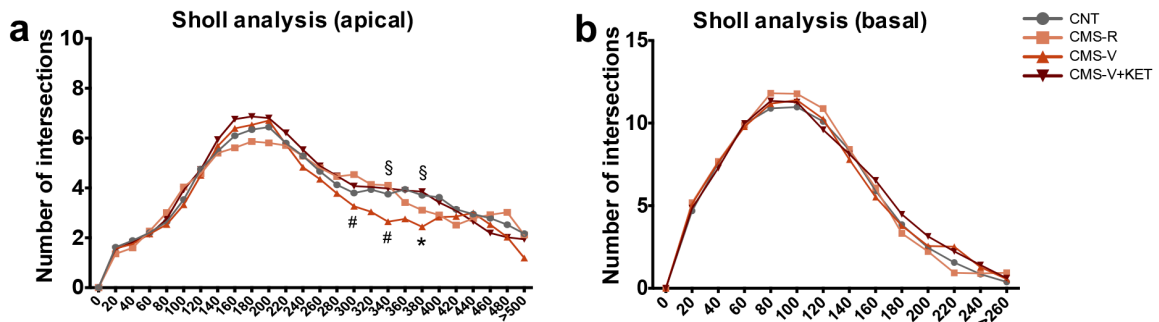 a
Sholl analysis (apical)
Number of intersections
10
8
6
4
2
0
§ §
# # *
0 20 40 60 80 100 120 140 160 180 200 220 240 260 280 300 320 340 360 380 400 420 440 460 480 >500
b
Sholl analysis (basal)
Number of intersections
15
10
5
0
0 20 40 60 80 100 120 140 160 180 200 220 240 >260
CNT
CMS-R
CMS-V
CMS-V+KET